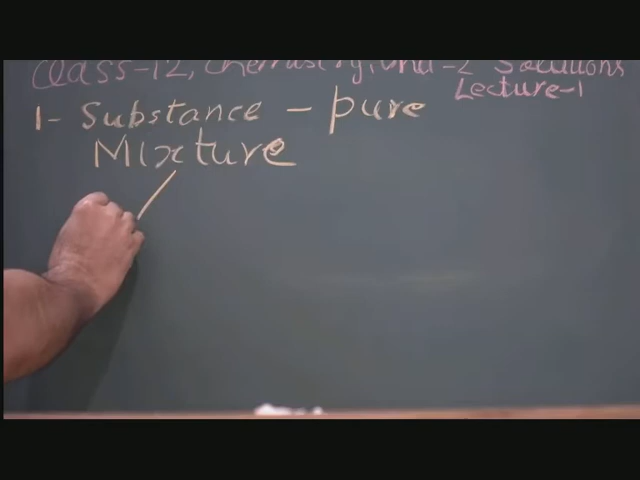 Class-12, Chemistry, Unit-2 Solutions
Lecture-1
1- Substance - pure
Mixture